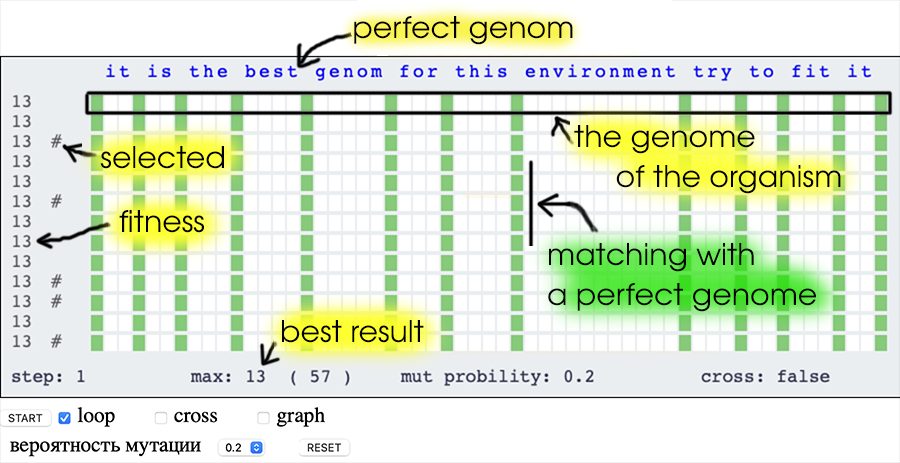 perfect genom
it is the best genom for this environment try to fit it
13
13
13 #
13
13
13 #
13
13
13
13 #
13 #
13
13 #
selected
fitness
the genome
of the organism
matching with
a perfect genome
best result
step: 1 max: 13 ( 57 ) mut probility: 0.2 cross: false
START loop cross graph
вероятность мутации 0.2 RESET